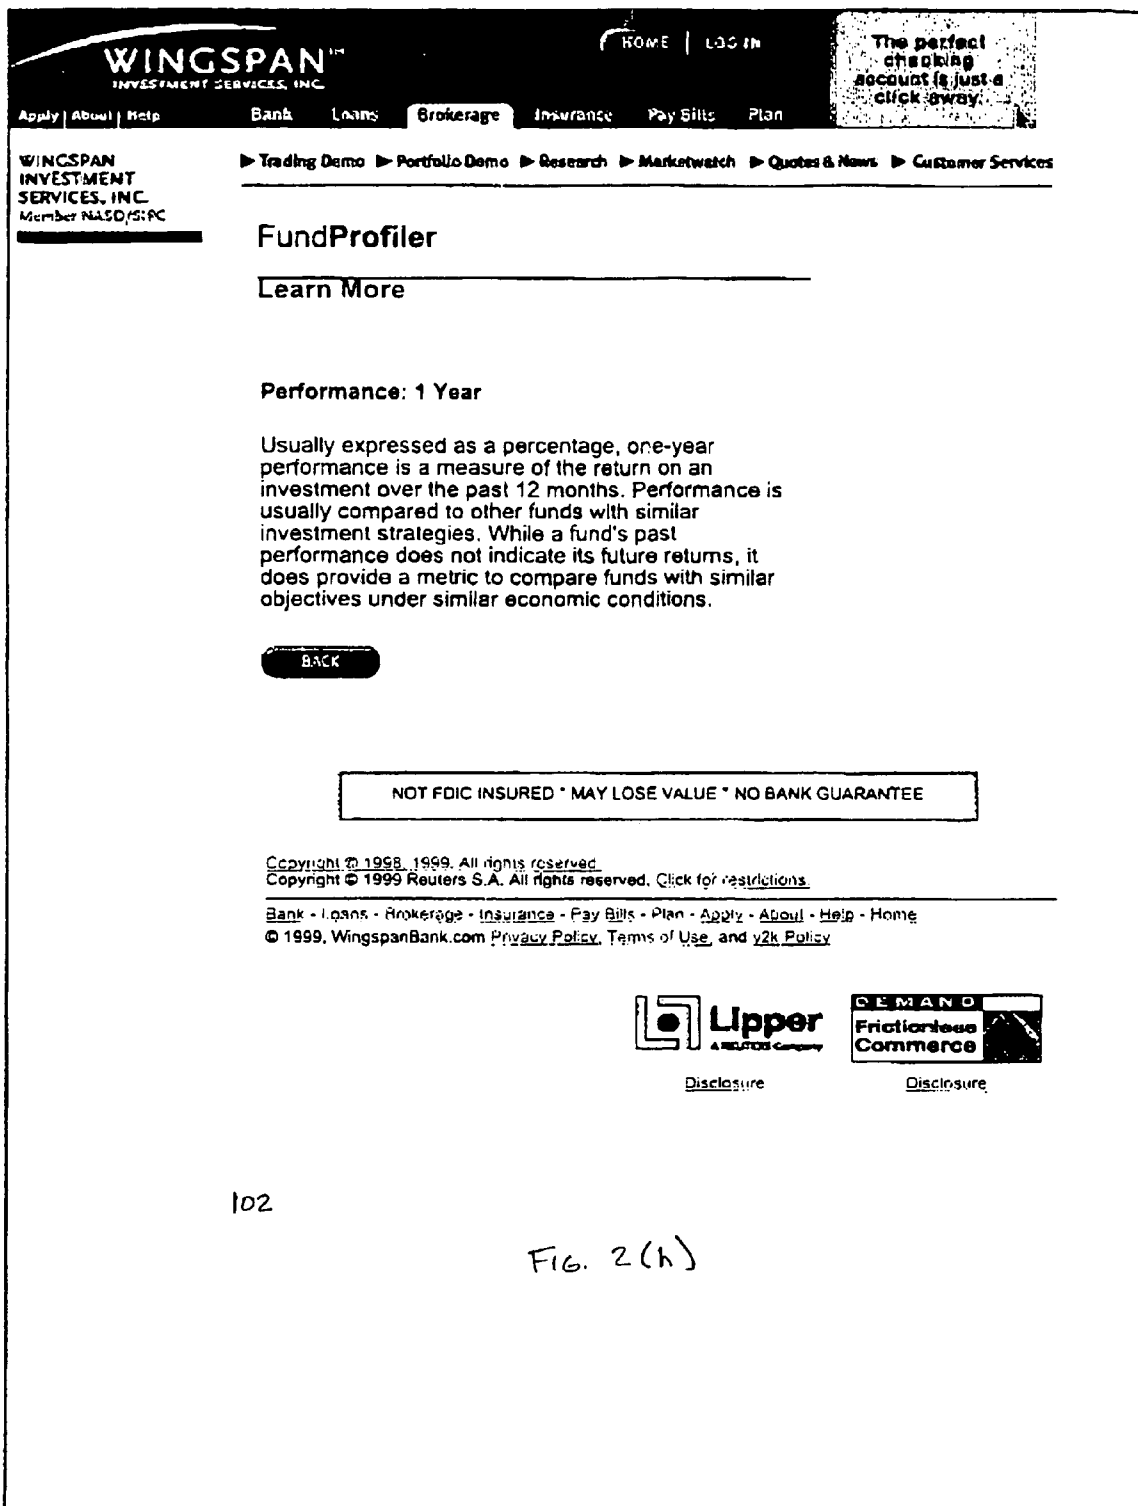 WINGSPAN™
INVESTMENT SERVICES, INC.
HOME | LOG IN
The perfect
checking
account is just a
click away.
Apply | About | Help
Bank Loans Brokerage Insurance Pay Bills Plan
WINGSPAN
INVESTMENT
SERVICES, INC.
Member NASD/SIPC
▶ Trading Demo ▶ Portfolio Demo ▶ Research ▶ Marketwatch ▶ Quotes & News ▶ Customer Services
FundProfiler
Learn More
Performance: 1 Year
Usually expressed as a percentage, one-year
performance is a measure of the return on an
investment over the past 12 months. Performance is
usually compared to other funds with similar
investment strategies. While a fund's past
performance does not indicate its future returns, it
does provide a metric to compare funds with similar
objectives under similar economic conditions.
BACK
NOT FDIC INSURED * MAY LOSE VALUE * NO BANK GUARANTEE
Copyright © 1998, 1999. All rights reserved.
Copyright © 1999 Reuters S.A. All rights reserved. Click for restrictions.
Bank - Loans - Brokerage - Insurance - Pay Bills - Plan - Apply - About - Help - Home
© 1999, WingspanBank.com Privacy Policy, Terms of Use, and y2k Policy
Lipper
A REUTERS Company
DEMAND
Frictionless
Commerce
Disclosure
Disclosure
102
FIG. 2(h)